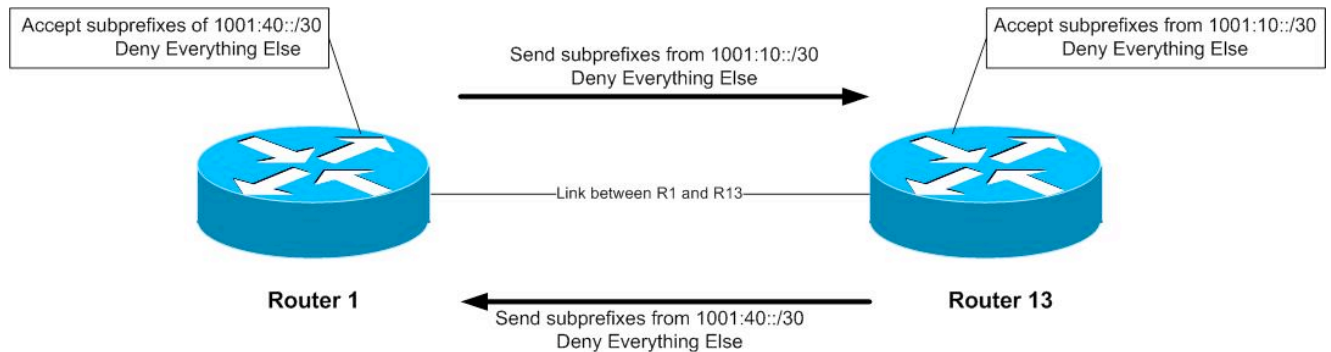 Accept subprefixes of 1001:40::/30
Deny Everything Else
Accept subprefixes from 1001:10::/30
Deny Everything Else
Send subprefixes from 1001:10::/30
Deny Everything Else
Link between R1 and R13
Router 1
Router 13
Send subprefixes from 1001:40::/30
Deny Everything Else